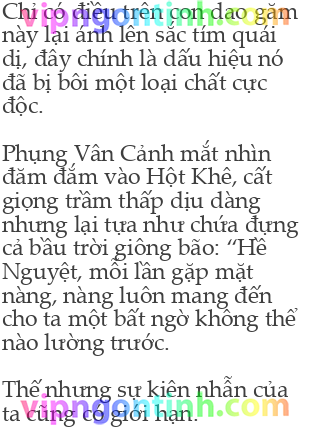 Chỉ có điều trên con dao găm
vipngontinh.com
này lại ánh lên sắc tím quái
dị, đây chính là dấu hiệu nó
đã bị bôi một loại chất cực
độc.
Phụng Vân Cảnh mắt nhìn
đăm đắm vào Hột Khê, cất
giọng trầm thấp dịu dàng
nhưng lại tựa như chứa đựng
cả bầu trời giông bão: “Hề
Nguyệt, mỗi lần gặp mặt
nàng, nàng luôn mang đến
cho ta một bất ngờ không thể
nào lường trước.
Thế nhưng sự kiên nhẫn của
vipngontinh.com
ta cũng có giới hạn.